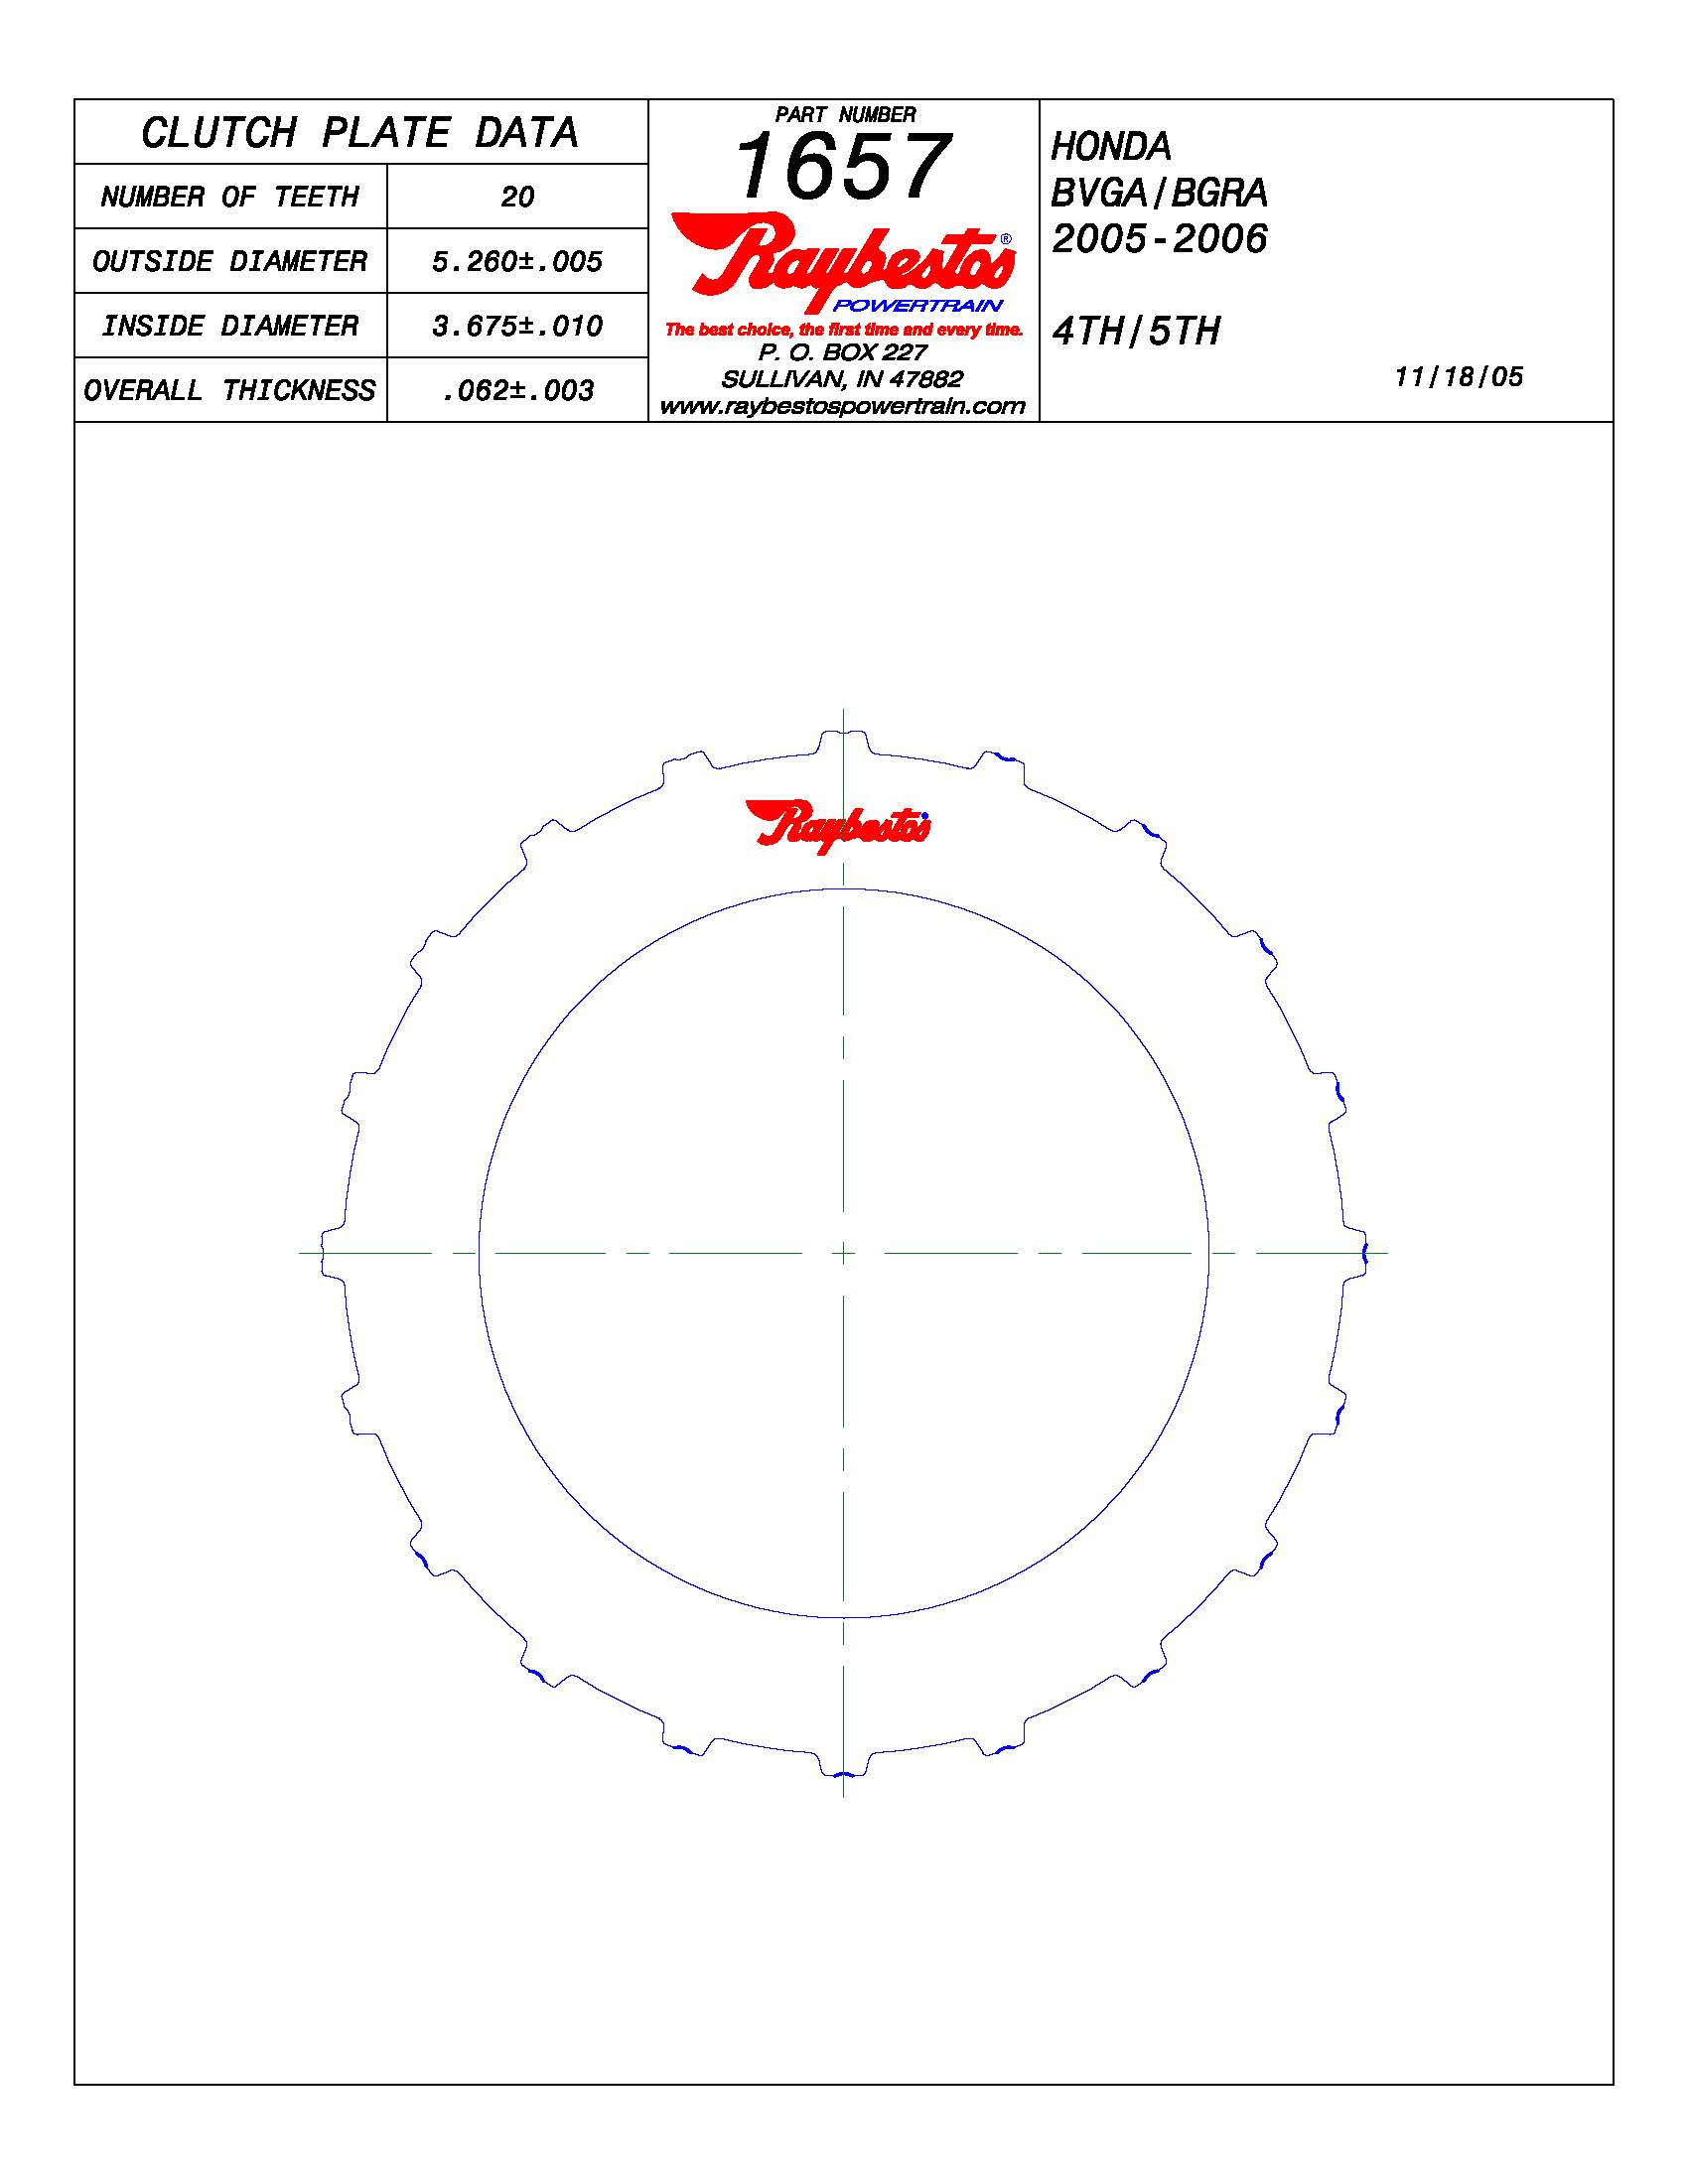 CLUTCH PLATE DATA
NUMBER OF TEETH 20
OUTSIDE DIAMETER 5.260±.005
INSIDE DIAMETER 3.675±.010
OVERALL THICKNESS .062±.003
PART NUMBER
1657
Raybestos®
POWERTRAIN
The best choice, the first time and every time.
P. O. BOX 227
SULLIVAN, IN 47882
www.raybestospowertrain.com
HONDA
BVGA/BGRA
2005-2006
4TH/5TH
11/18/05
Raybestos